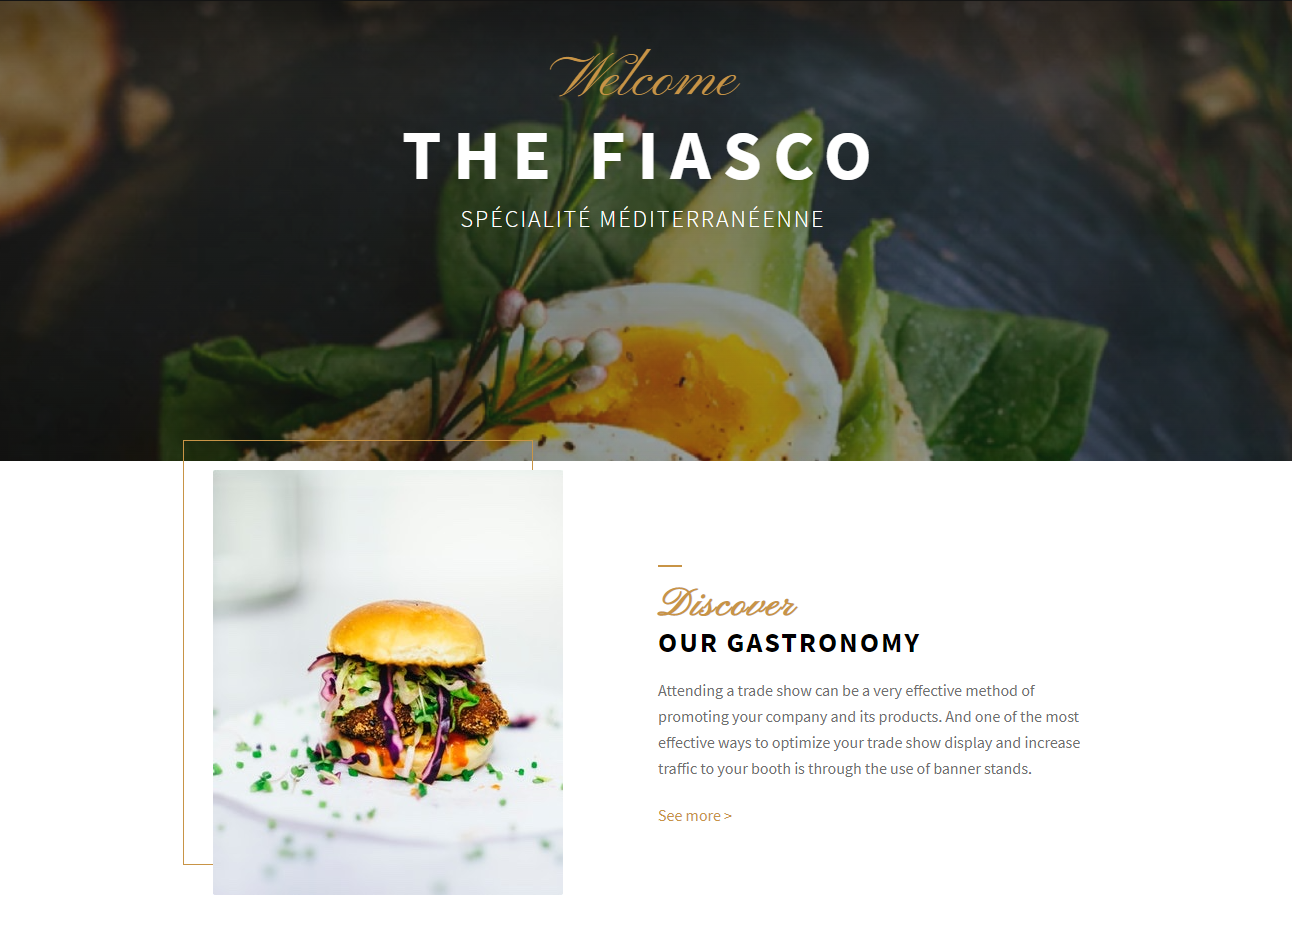 Welcome
THE FIASCO
SPÉCIALITÉ MÉDITERRANÉENNE
Discover
OUR GASTRONOMY
Attending a trade show can be a very effective method of
promoting your company and its products. And one of the most
effective ways to optimize your trade show display and increase
traffic to your booth is through the use of banner stands.
See more >